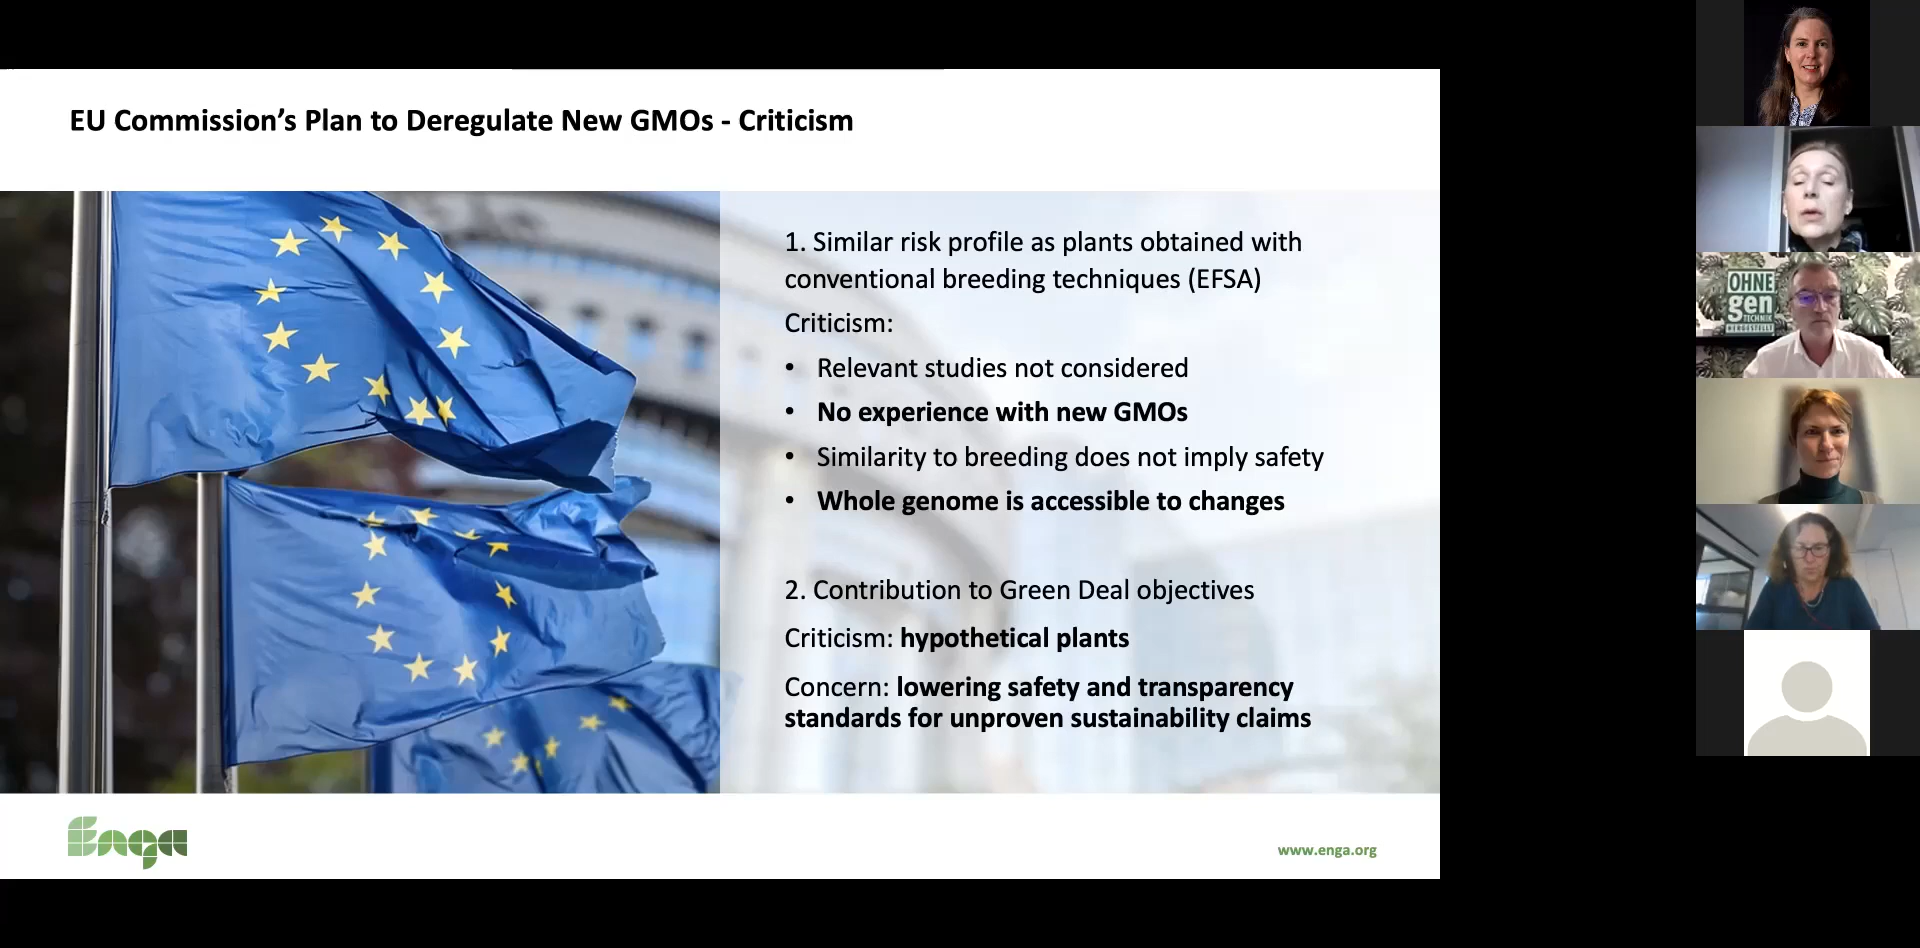 EU Commission’s Plan to Deregulate New GMOs - Criticism
1. Similar risk profile as plants obtained with
conventional breeding techniques (EFSA)
Criticism:
• Relevant studies not considered
• No experience with new GMOs
• Similarity to breeding does not imply safety
• Whole genome is accessible to changes
2. Contribution to Green Deal objectives
Criticism: hypothetical plants
Concern: lowering safety and transparency
standards for unproven sustainability claims
Enga
www.enga.org
OHNE
gen
TECHNIK
HERGESTELLT